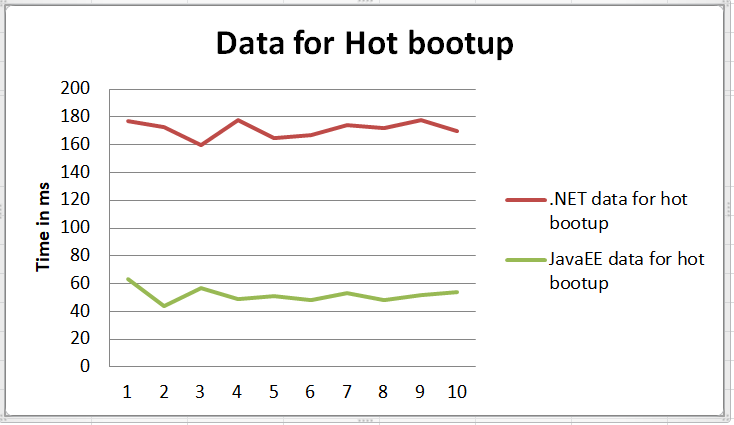 Data for Hot bootup
200
180
160
140
120
100
80
60
40
20
0
Time in ms
1 2 3 4 5 6 7 8 9 10
.NET data for hot
bootup
JavaEE data for hot
bootup